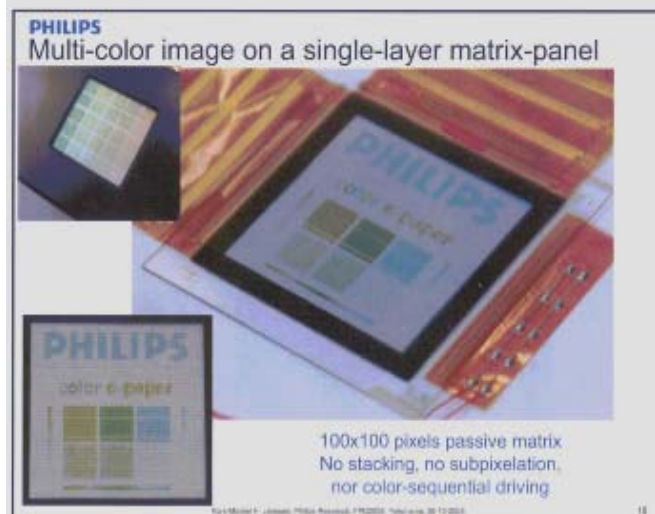 PHILIPS
Multi-color image on a single-layer matrix-panel
PHILIPS
color e-paper
PHILIPS
color e-paper
100x100 pixels passive matrix
No stacking, no subpixelation,
nor color-sequential driving